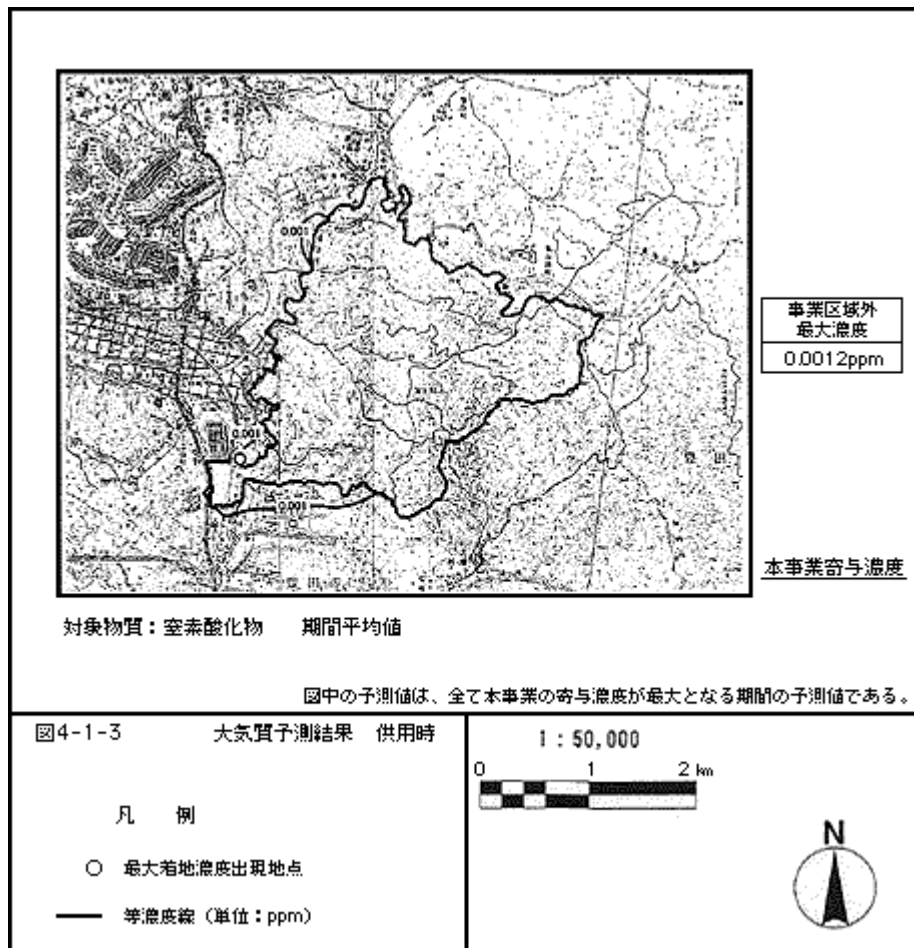 0.001
0.001
0.001
豊田
事業区域外
最大濃度
0.0012ppm
本事業寄与濃度
対象物質：窒素酸化物　期間平均値
図中の予測値は、全て本事業の寄与濃度が最大となる期間の予測値である。
図4-1-3　大気質予測結果　供用時
凡　例
○　最大着地濃度出現地点
等濃度線（単位：ppm）
1：50,000
0　1　2 km
N